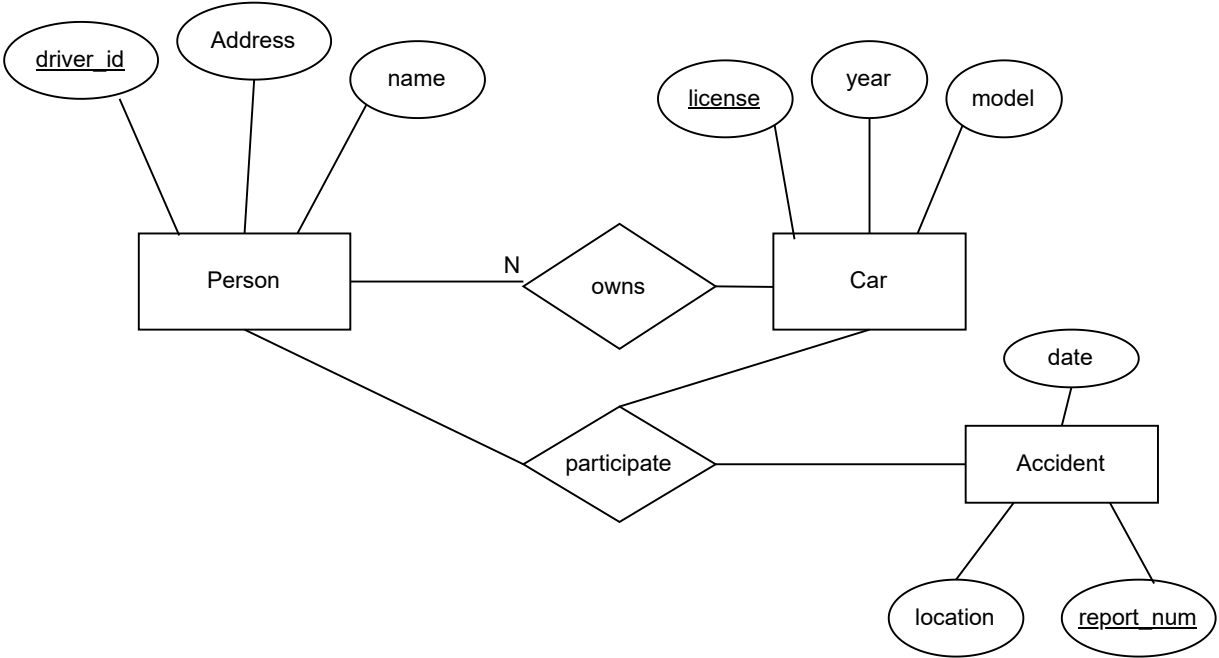 driver_id
Address
name
license
year
model
Person
N
owns
Car
date
participate
Accident
location
report_num